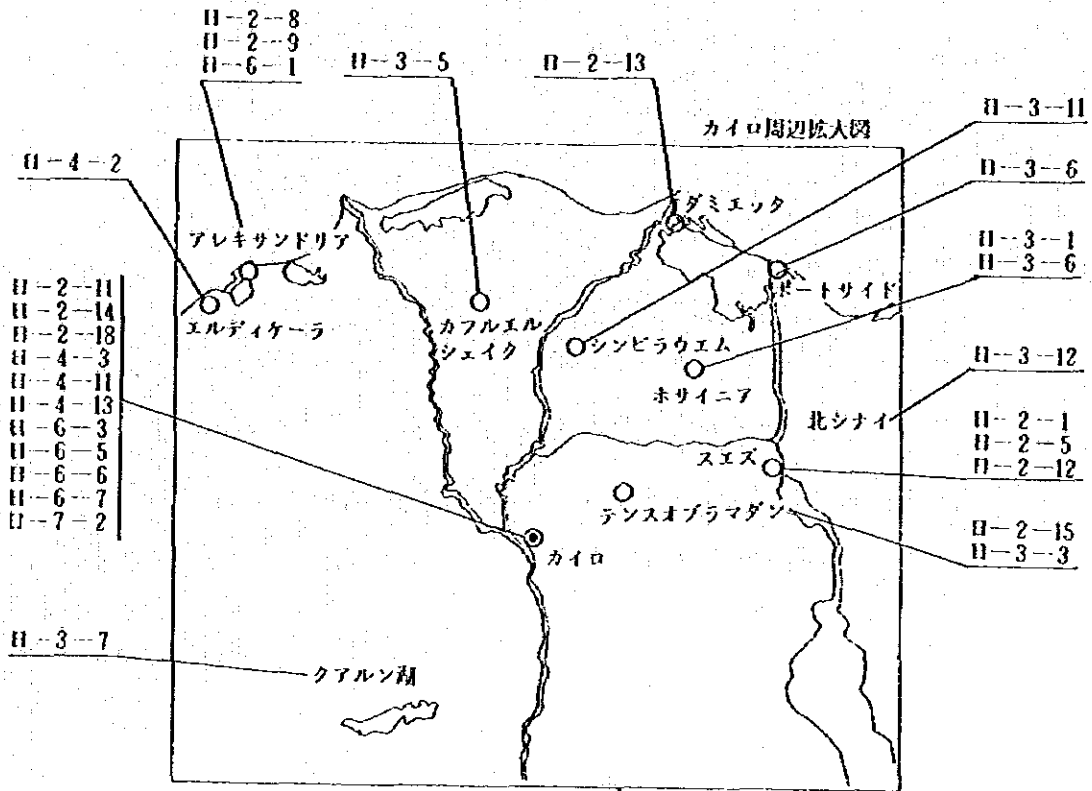 II-2-8
II-2-9
II-6-1
II-3-5
II-2-13
カイロ周辺拡大図
II-3-11
II-4-2
II-3-6
ダミエッタ
アレキサンドリア
II-3-1
II-3-6
II-2-11
II-2-14
II-2-18
II-4-3
II-4-11
II-4-13
II-6-3
II-6-5
II-6-6
II-6-7
II-7-2
エルディケーラ
カフルエル
シェイク
シンビラウエム
ポートサイド
ホサイニア
II-3-12
北シナイ
II-2-1
II-2-5
II-2-12
スエズ
テンスオブラマダン
II-2-15
II-3-3
カイロ
II-3-7
クアルン湖